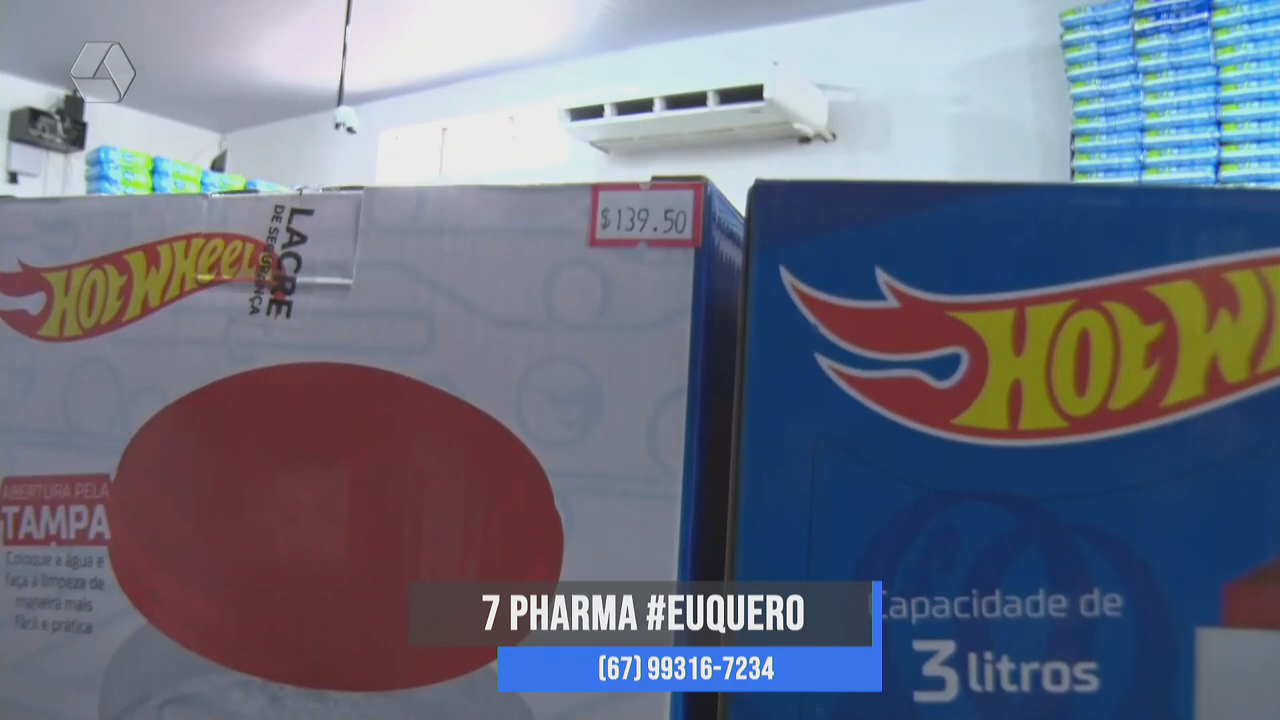 HOT WHEELS
LACRE
DE SEGURANÇA
$139.50
HOT WH
ABERTURA PELA
TAMPA
Coloque a água e
faça a limpeza de
maneira mais
fácil e prática
Capacidade de
3 litros
7 PHARMA #EUQUERO
(67) 99316-7234